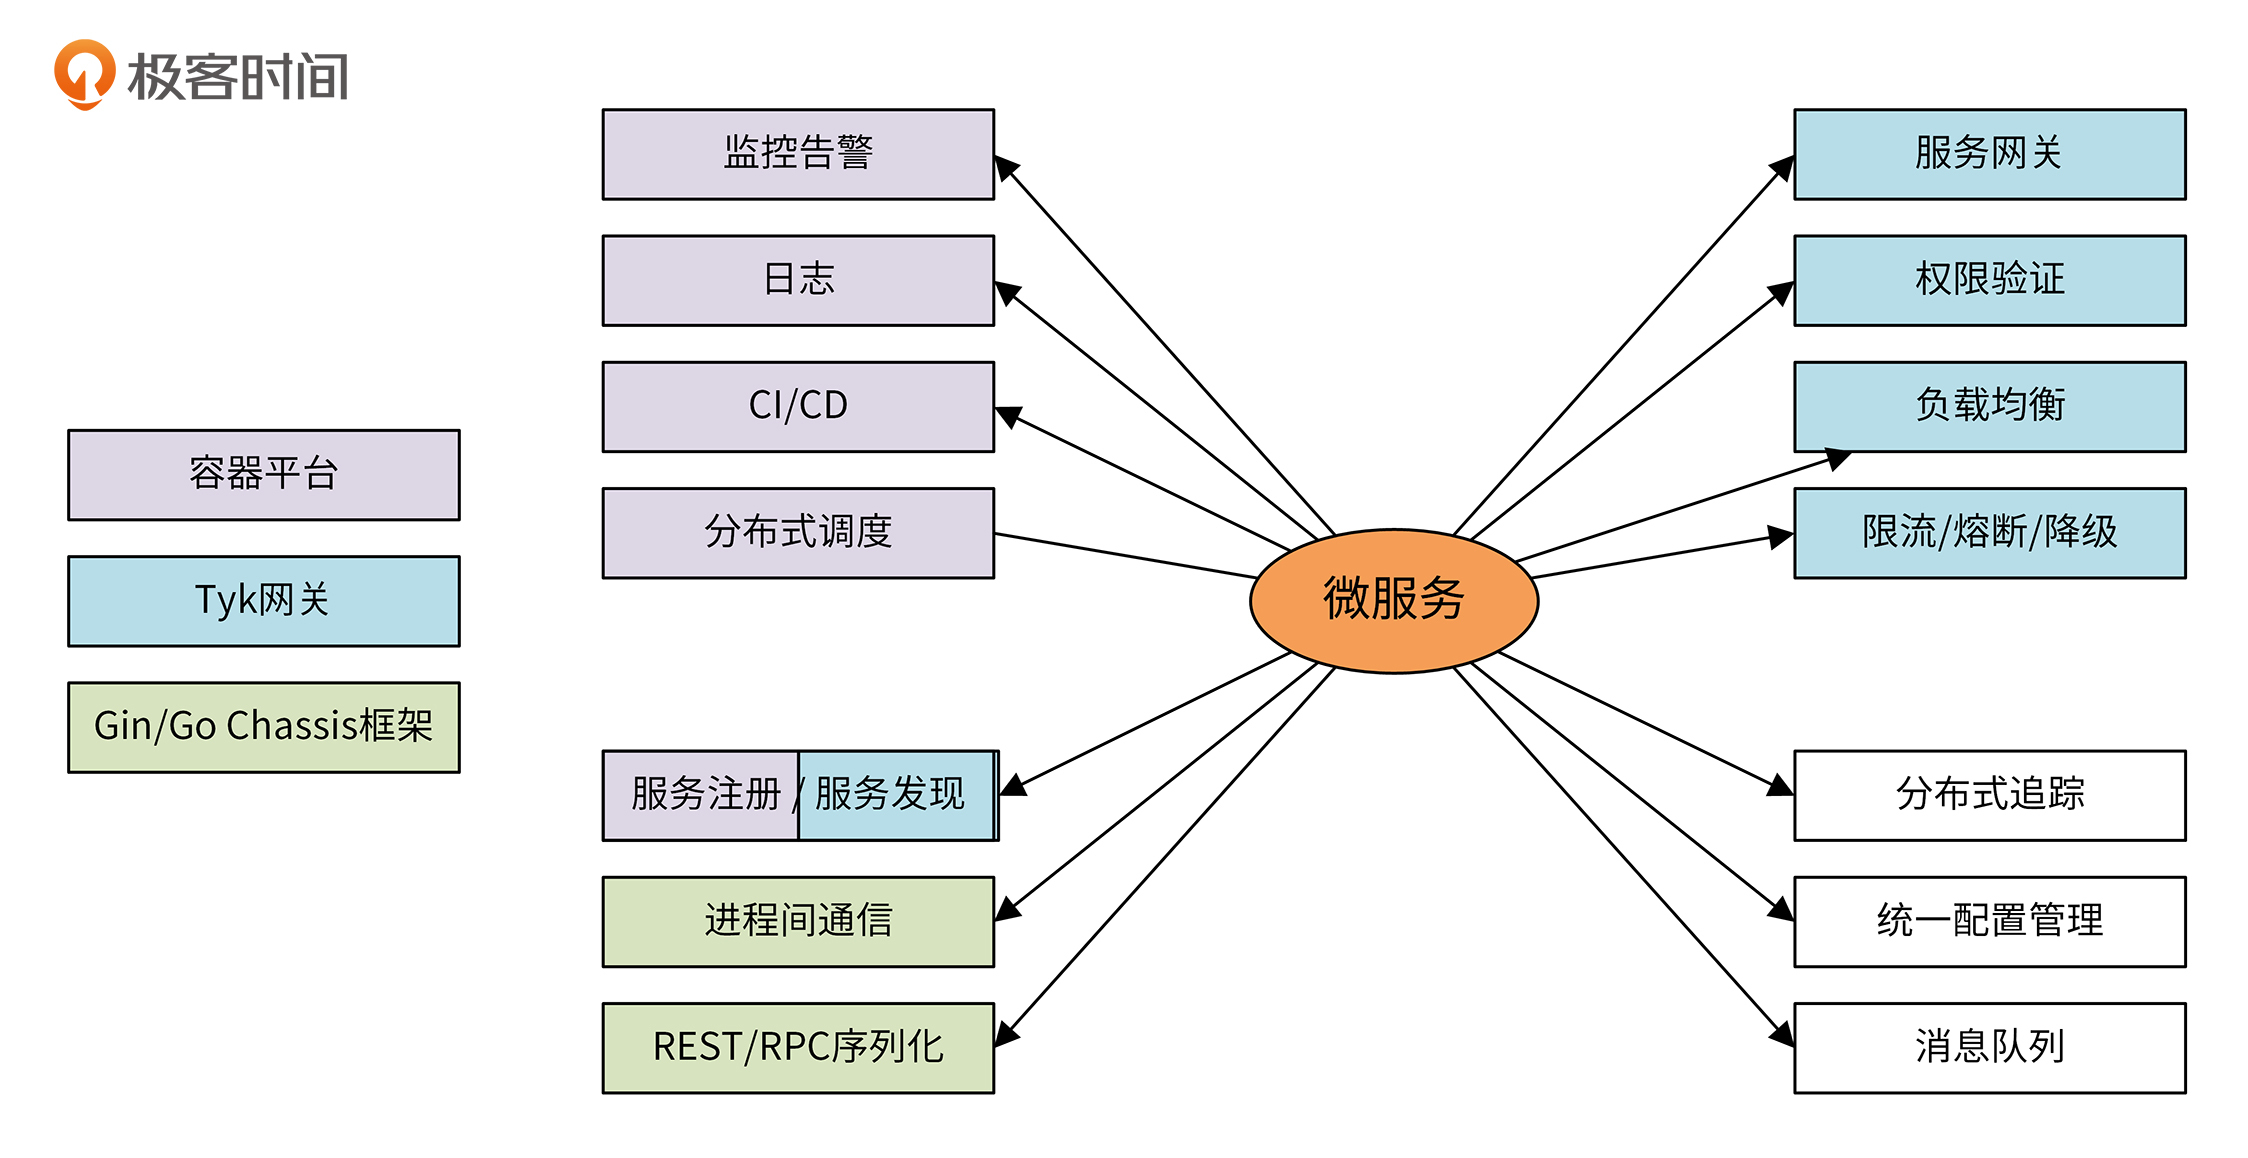 极客时间
容器平台
Tyk网关
Gin/Go Chassis框架
监控告警
日志
CI/CD
分布式调度
服务注册 / 服务发现
进程间通信
REST/RPC序列化
微服务
服务网关
权限验证
负载均衡
限流/熔断/降级
分布式追踪
统一配置管理
消息队列